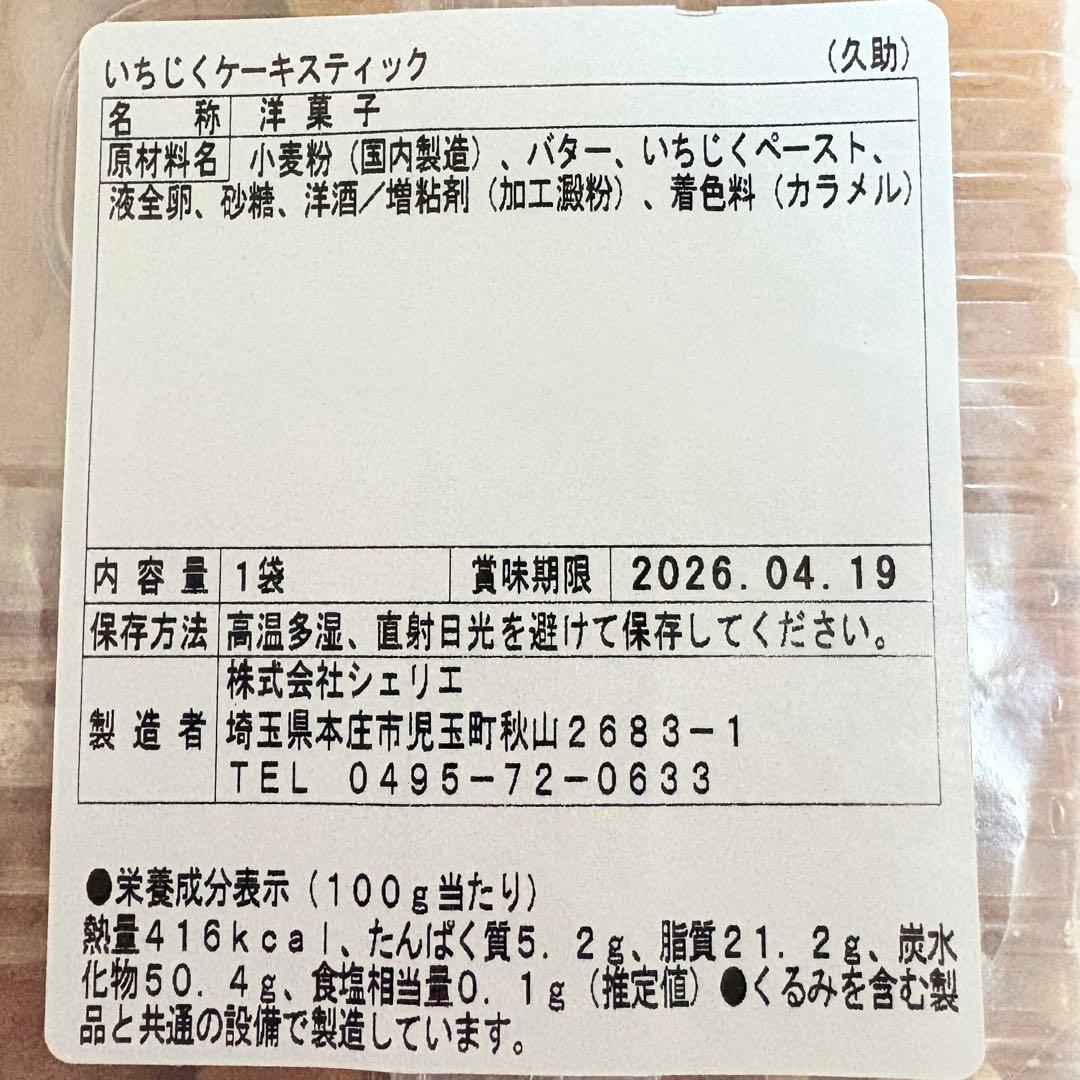 いちじくケーキスティック （久助）
名称 洋菓子
原材料名 小麦粉（国内製造）、バター、いちじくペースト、
液全卵、砂糖、洋酒／増粘剤（加工澱粉）、着色料（カラメル）
内容量 １袋 賞味期限 2026.04.19
保存方法 高温多湿、直射日光を避けて保存してください。
株式会社シェリエ
製造者 埼玉県本庄市児玉町秋山２６８３－１
ＴＥＬ ０４９５－７２－０６３３
●栄養成分表示（１００ｇ当たり）
熱量４１６ｋｃａｌ、たんぱく質５．２ｇ、脂質２１．２ｇ、炭水
化物５０．４ｇ、食塩相当量０．１ｇ（推定値）●くるみを含む製
品と共通の設備で製造しています。